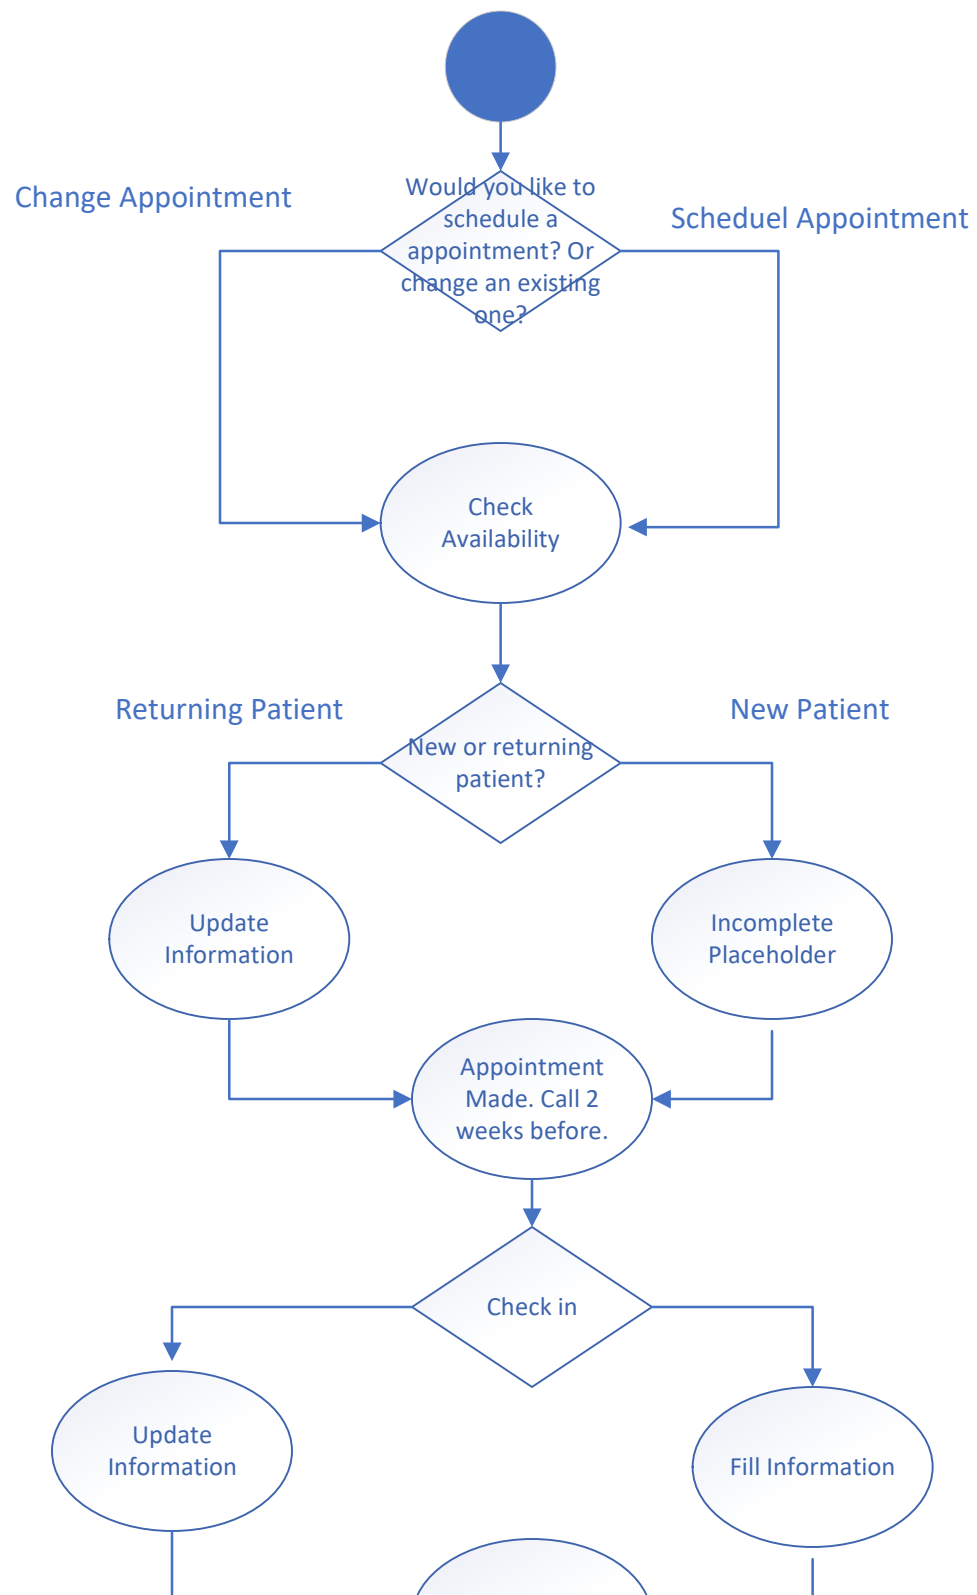 Change Appointment
Would you like to
schedule a
appointment? Or
change an existing
one?
Scheduel Appointment
Check
Availability
Returning Patient
New Patient
New or returning
patient?
Update
Information
Incomplete
Placeholder
Appointment
Made. Call 2
weeks before.
Check in
Update
Information
Fill Information